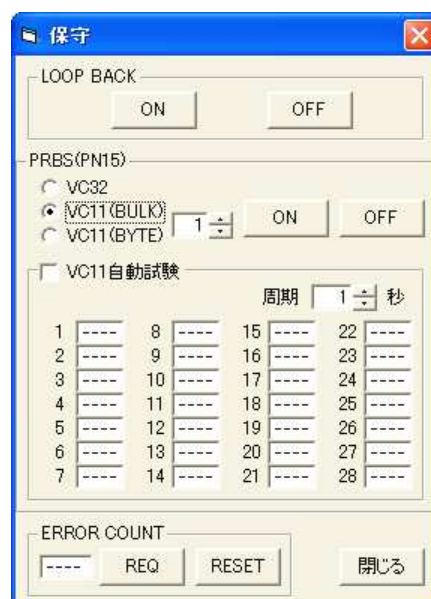 保守
LOOP BACK
ON OFF
PRBS(PN15)
VC32
VC11(BULK)
VC11(BYTE)
1 ON OFF
VC11自動試験
周期 1 秒
1 ---- 8 ---- 15 ---- 22 ----
2 ---- 9 ---- 16 ---- 23 ----
3 ---- 10 ---- 17 ---- 24 ----
4 ---- 11 ---- 18 ---- 25 ----
5 ---- 12 ---- 19 ---- 26 ----
6 ---- 13 ---- 20 ---- 27 ----
7 ---- 14 ---- 21 ---- 28 ----
ERROR COUNT
---- REQ RESET 閉じる